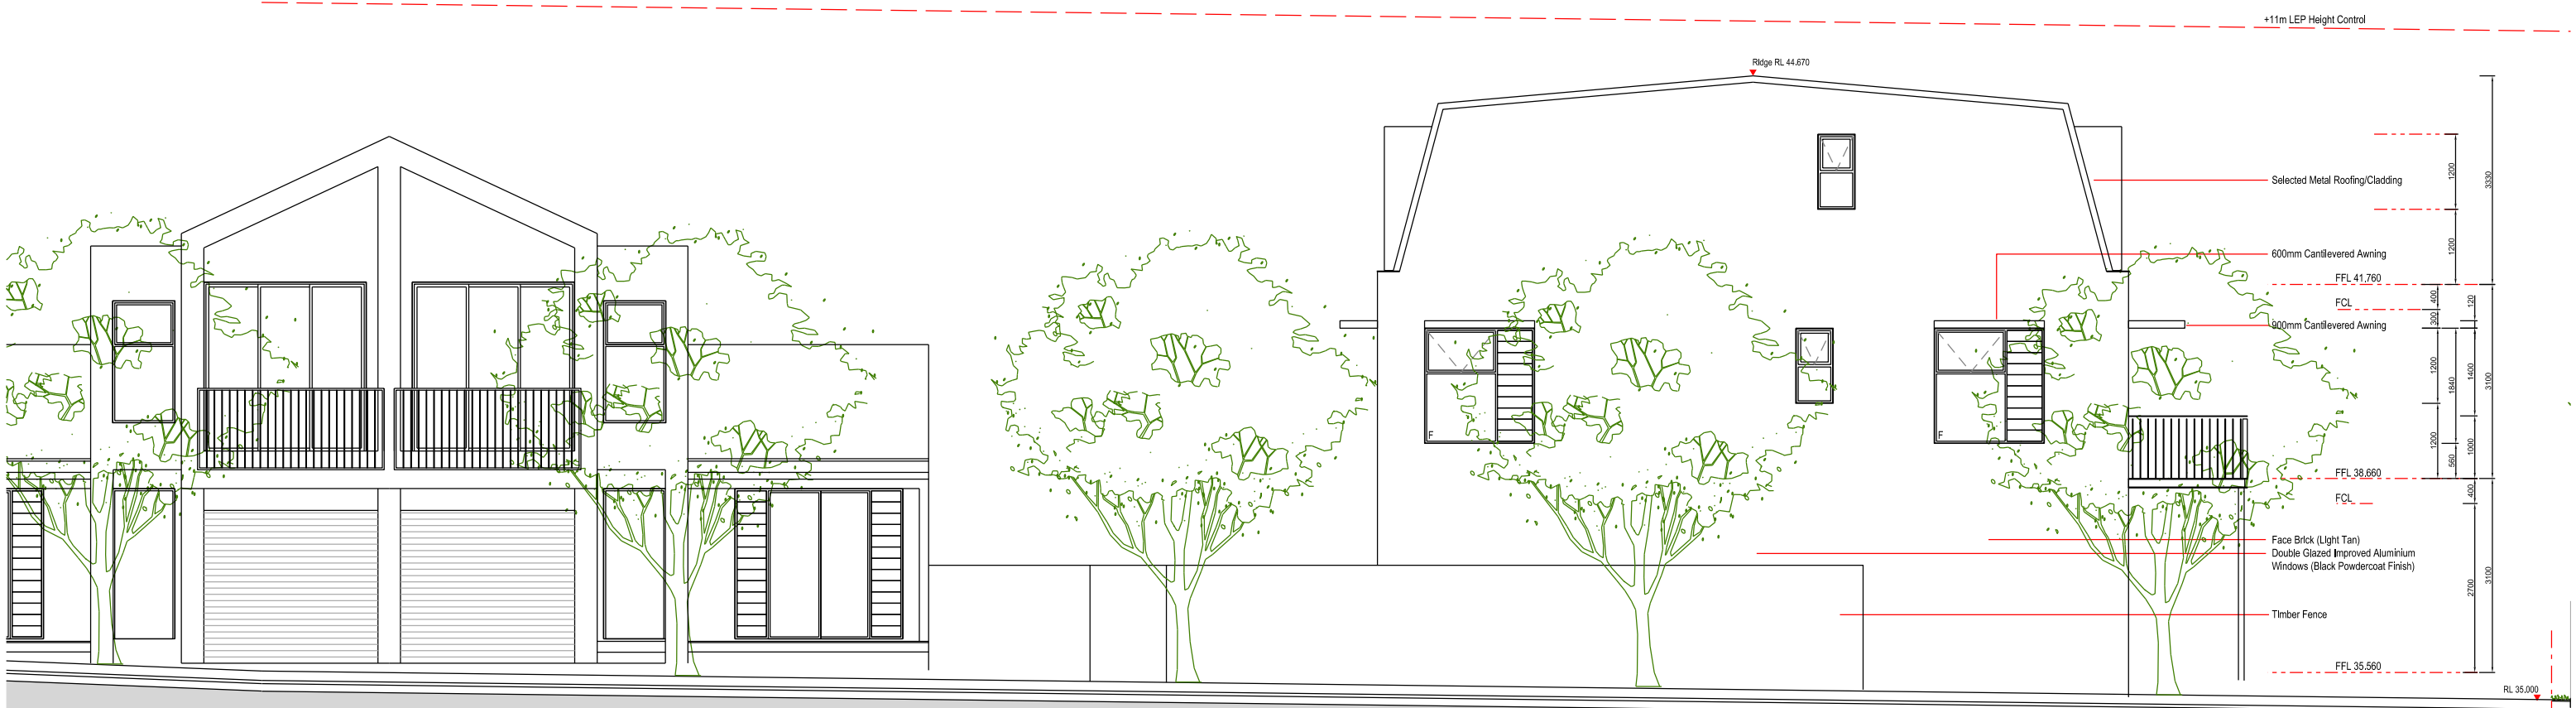 +11m LEP Height Control
Ridge RL 44.670
Selected Metal Roofing/Cladding
600mm Cantilevered Awning
FFL 41,760
FCL
900mm Cantilevered Awning
FFL 38,660
FCL
Face Brick (Light Tan)
Double Glazed Improved Aluminium
Windows (Black Powdercoat Finish)
Timber Fence
FFL 35.560
RL 35.000
F
F
1200
1200
3330
400
300
120
1200
1840
1400
3100
1200
560
1000
400
2700
3100